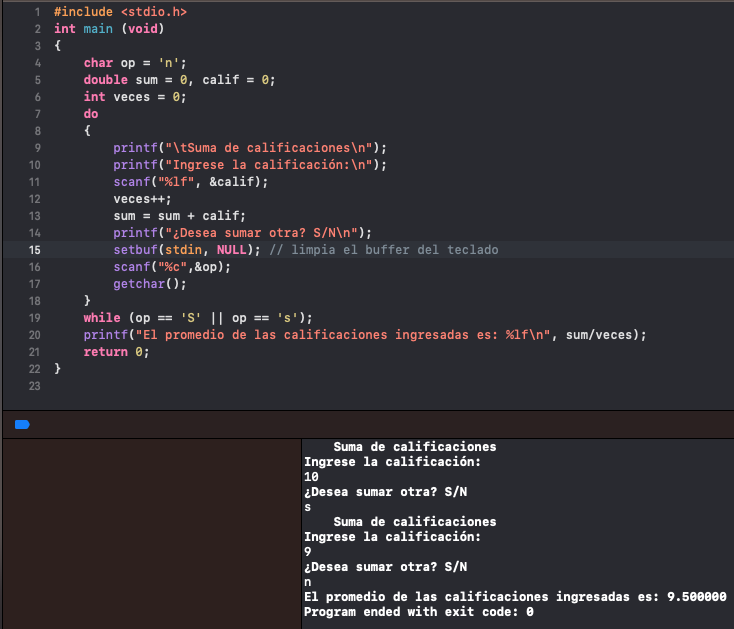 1 #include <stdio.h>
2 int main (void)
3 {
4     char op = 'n';
5     double sum = 0, calif = 0;
6     int veces = 0;
7     do
8     {
9         printf("\tSuma de calificaciones\n");
10         printf("Ingrese la calificación:\n");
11         scanf("%lf", &calif);
12         veces++;
13         sum = sum + calif;
14         printf("¿Desea sumar otra? S/N\n");
15         setbuf(stdin, NULL); // limpia el buffer del teclado
16         scanf("%c",&op);
17         getchar();
18     }
19     while (op == 'S' || op == 's');
20     printf("El promedio de las calificaciones ingresadas es: %lf\n", sum/veces);
21     return 0;
22 }
23
    Suma de calificaciones
Ingrese la calificación:
10
¿Desea sumar otra? S/N
s
    Suma de calificaciones
Ingrese la calificación:
9
¿Desea sumar otra? S/N
n
El promedio de las calificaciones ingresadas es: 9.500000
Program ended with exit code: 0